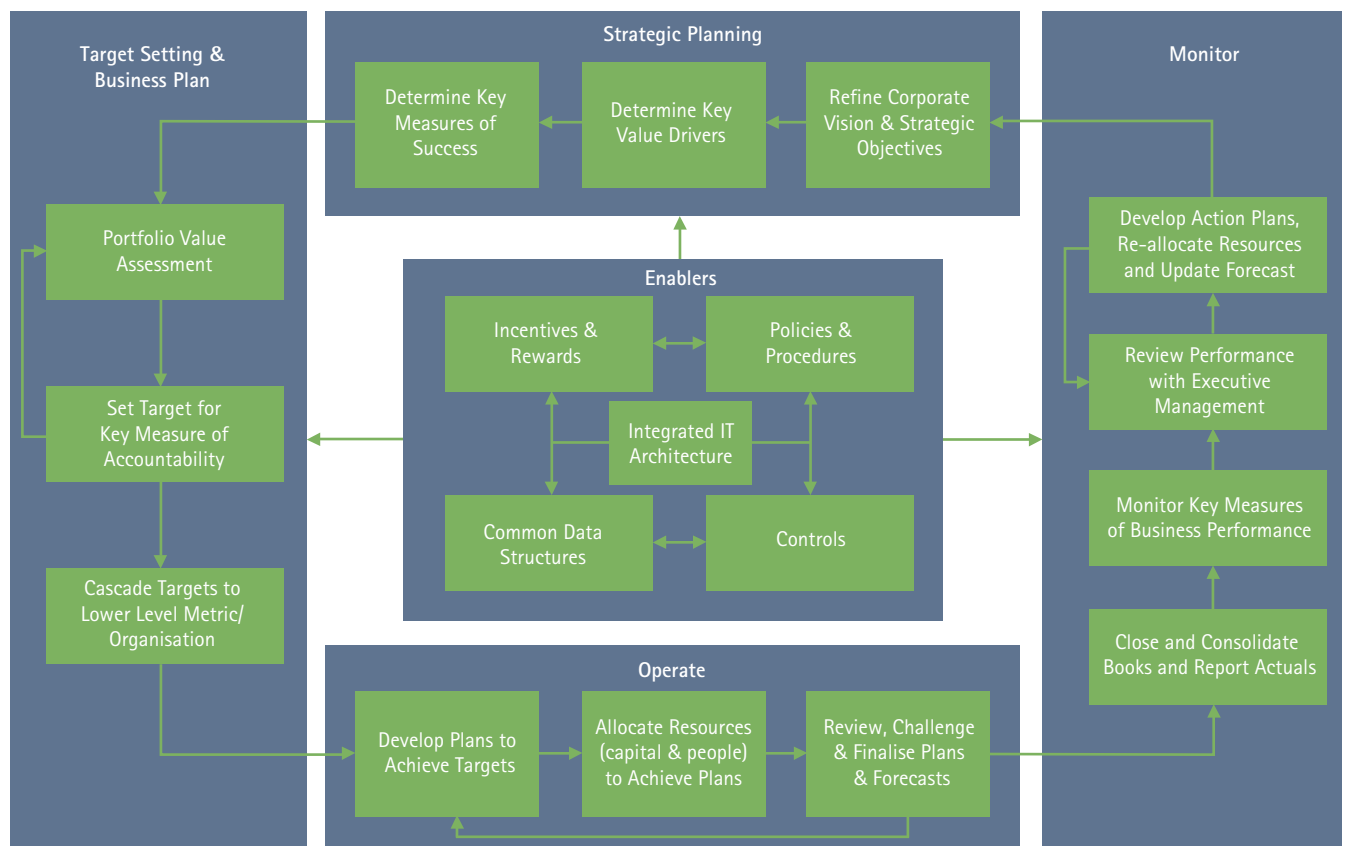 Target Setting &
Business Plan
Portfolio Value
Assessment
Set Target for
Key Measure of
Accountability
Cascade Targets to
Lower Level Metric/
Organisation
Strategic Planning
Determine Key
Measures of
Success
Determine Key
Value Drivers
Refine Corporate
Vision & Strategic
Objectives
Enablers
Incentives &
Rewards
Policies &
Procedures
Integrated IT
Architecture
Common Data
Structures
Controls
Operate
Develop Plans to
Achieve Targets
Allocate Resources
(capital & people)
to Achieve Plans
Review, Challenge
& Finalise Plans
& Forecasts
Monitor
Develop Action Plans,
Re-allocate Resources
and Update Forecast
Review Performance
with Executive
Management
Monitor Key Measures
of Business Performance
Close and Consolidate
Books and Report Actuals